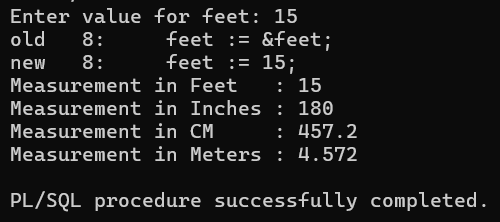 Enter value for feet: 15
old   8:     feet := &feet;
new   8:     feet := 15;
Measurement in Feet   : 15
Measurement in Inches : 180
Measurement in CM     : 457.2
Measurement in Meters : 4.572

PL/SQL procedure successfully completed.